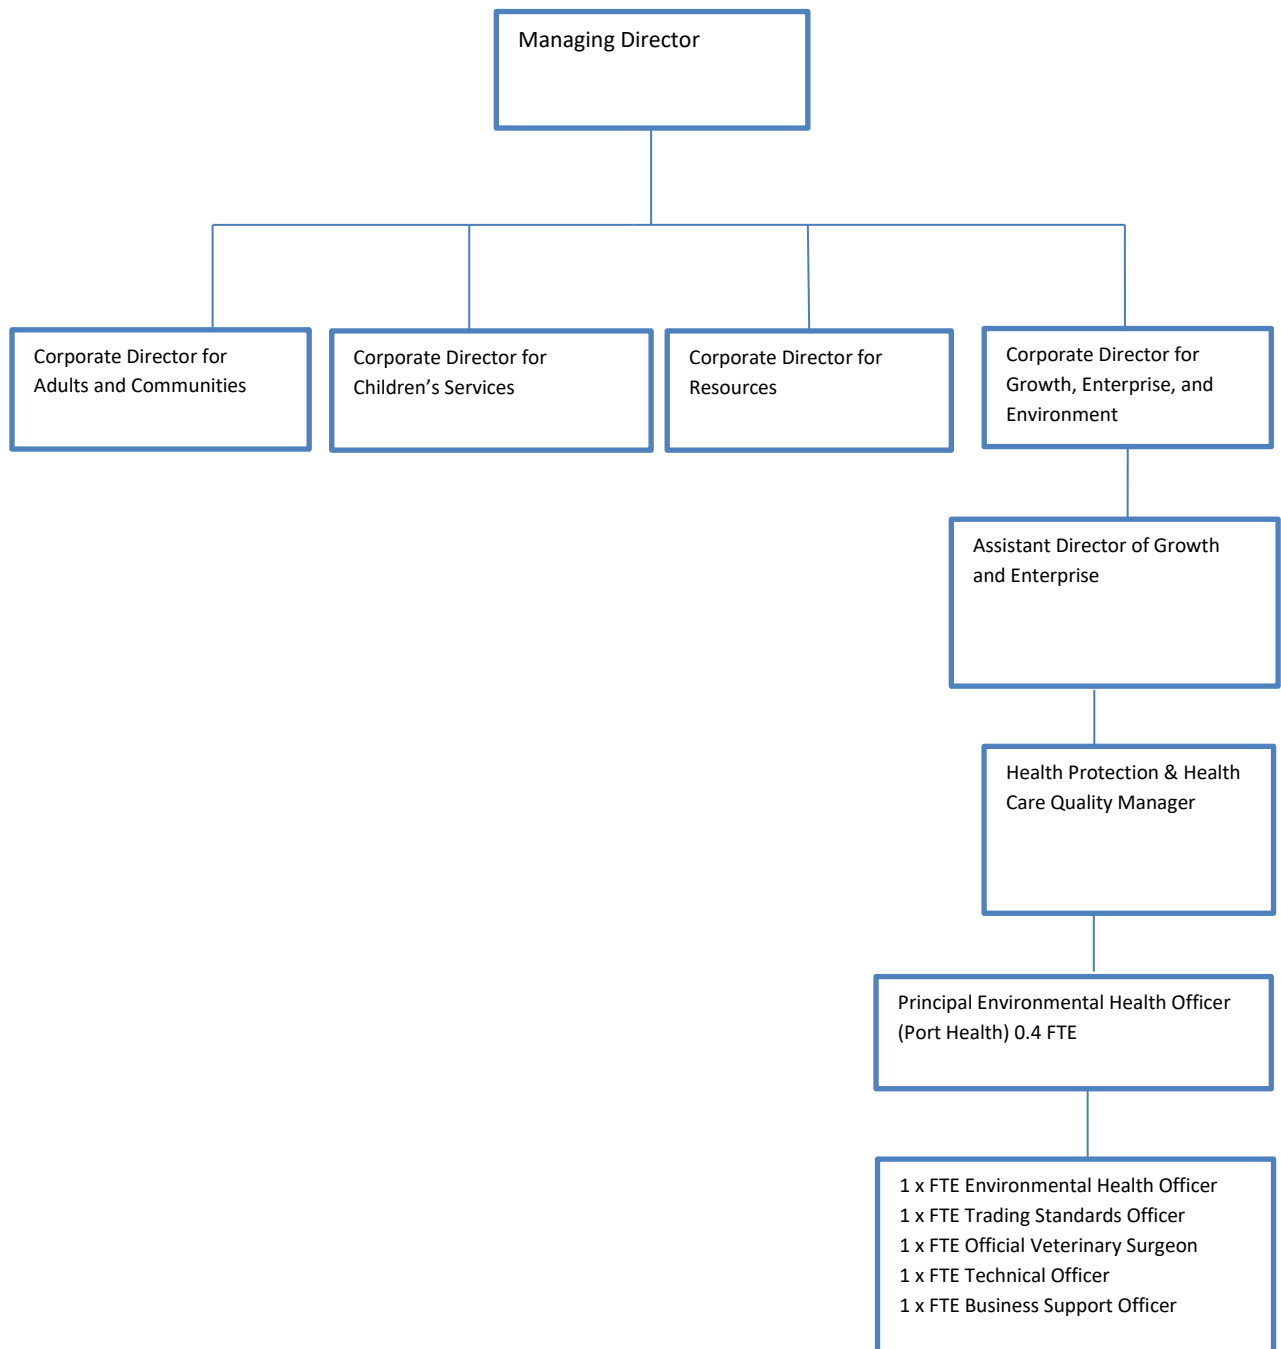 Managing Director
Corporate Director for
Adults and Communities
Corporate Director for
Children’s Services
Corporate Director for
Resources
Corporate Director for
Growth, Enterprise, and
Environment
Assistant Director of Growth
and Enterprise
Health Protection & Health
Care Quality Manager
Principal Environmental Health Officer
(Port Health) 0.4 FTE
1 x FTE Environmental Health Officer
1 x FTE Trading Standards Officer
1 x FTE Official Veterinary Surgeon
1 x FTE Technical Officer
1 x FTE Business Support Officer